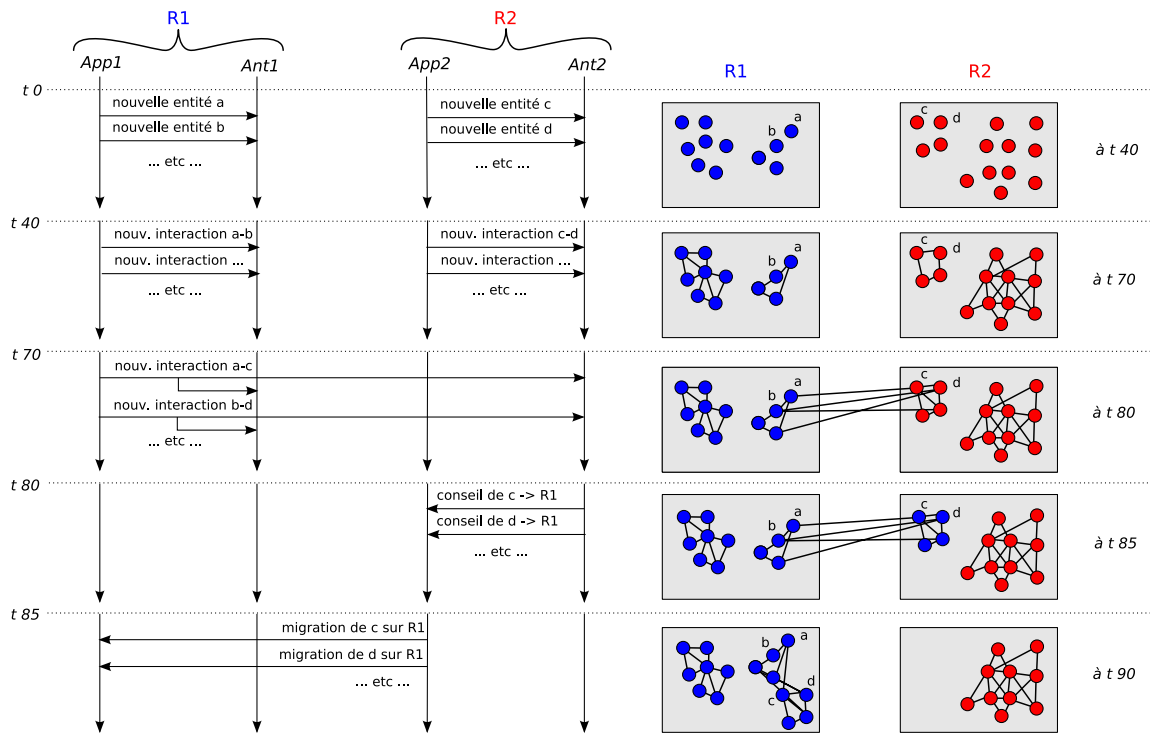 R1
R2
App1
Ant1
App2
Ant2
R1
R2
t 0
nouvelle entité a
nouvelle entité b
... etc ...
nouvelle entité c
nouvelle entité d
... etc ...
a
b
c
d
à t 40
t 40
nouv. interaction a-b
nouv. interaction ...
... etc ...
nouv. interaction c-d
nouv. interaction ...
... etc ...
a
b
c
d
à t 70
t 70
nouv. interaction a-c
nouv. interaction b-d
... etc ...
a
b
c
d
à t 80
t 80
conseil de c -> R1
conseil de d -> R1
... etc ...
a
b
c
d
à t 85
t 85
migration de c sur R1
migration de d sur R1
... etc ...
a
b
d
c
à t 90